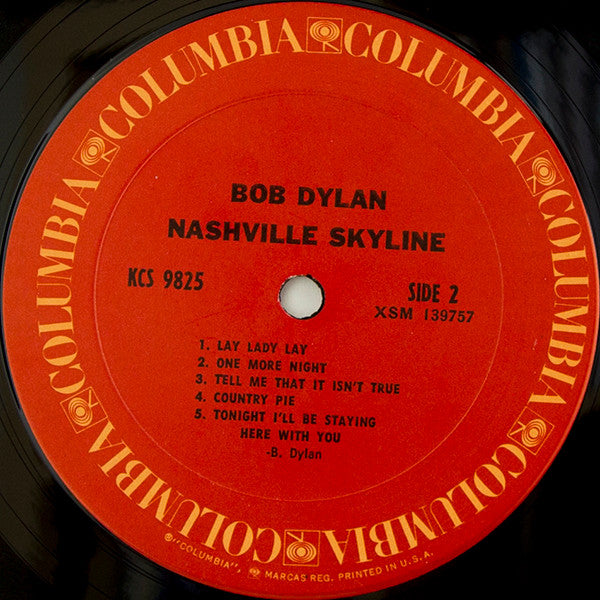 COLUMBIA COLUMBIA COLUMBIA COLUMBIA COLUMBIA COLUMBIA COLUMBIA
BOB DYLAN
NASHVILLE SKYLINE
KCS 9825
SIDE 2
XSM 139757
1. LAY LADY LAY
2. ONE MORE NIGHT
3. TELL ME THAT IT ISN'T TRUE
4. COUNTRY PIE
5. TONIGHT I'LL BE STAYING
HERE WITH YOU
-B. Dylan
®"COLUMBIA", MARCAS REG. PRINTED IN U.S.A.